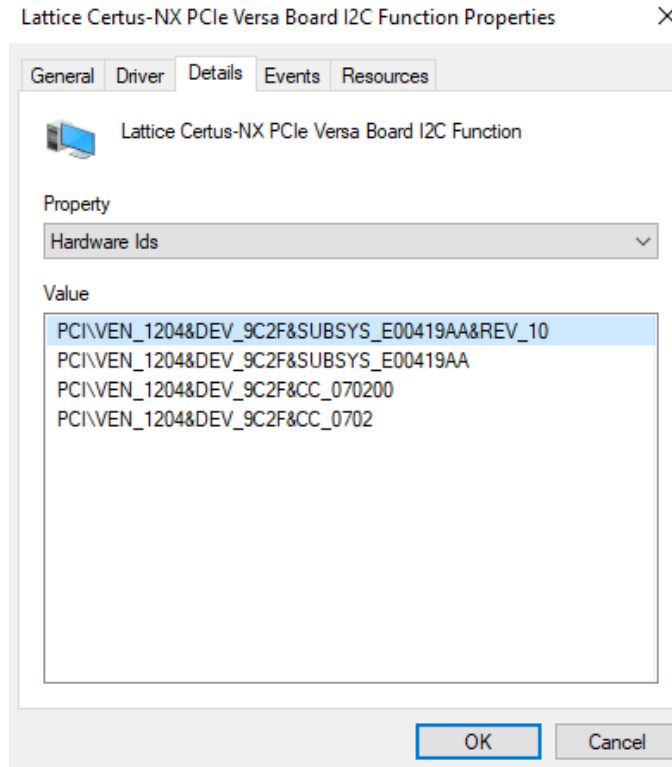 Lattice Certus-NX PCIe Versa Board I2C Function Properties
General Driver Details Events Resources
Lattice Certus-NX PCIe Versa Board I2C Function
Property
Hardware Ids
Value
PCI\VEN_1204&DEV_9C2F&SUBSYS_E00419AA&REV_10
PCI\VEN_1204&DEV_9C2F&SUBSYS_E00419AA
PCI\VEN_1204&DEV_9C2F&CC_070200
PCI\VEN_1204&DEV_9C2F&CC_0702
OK Cancel